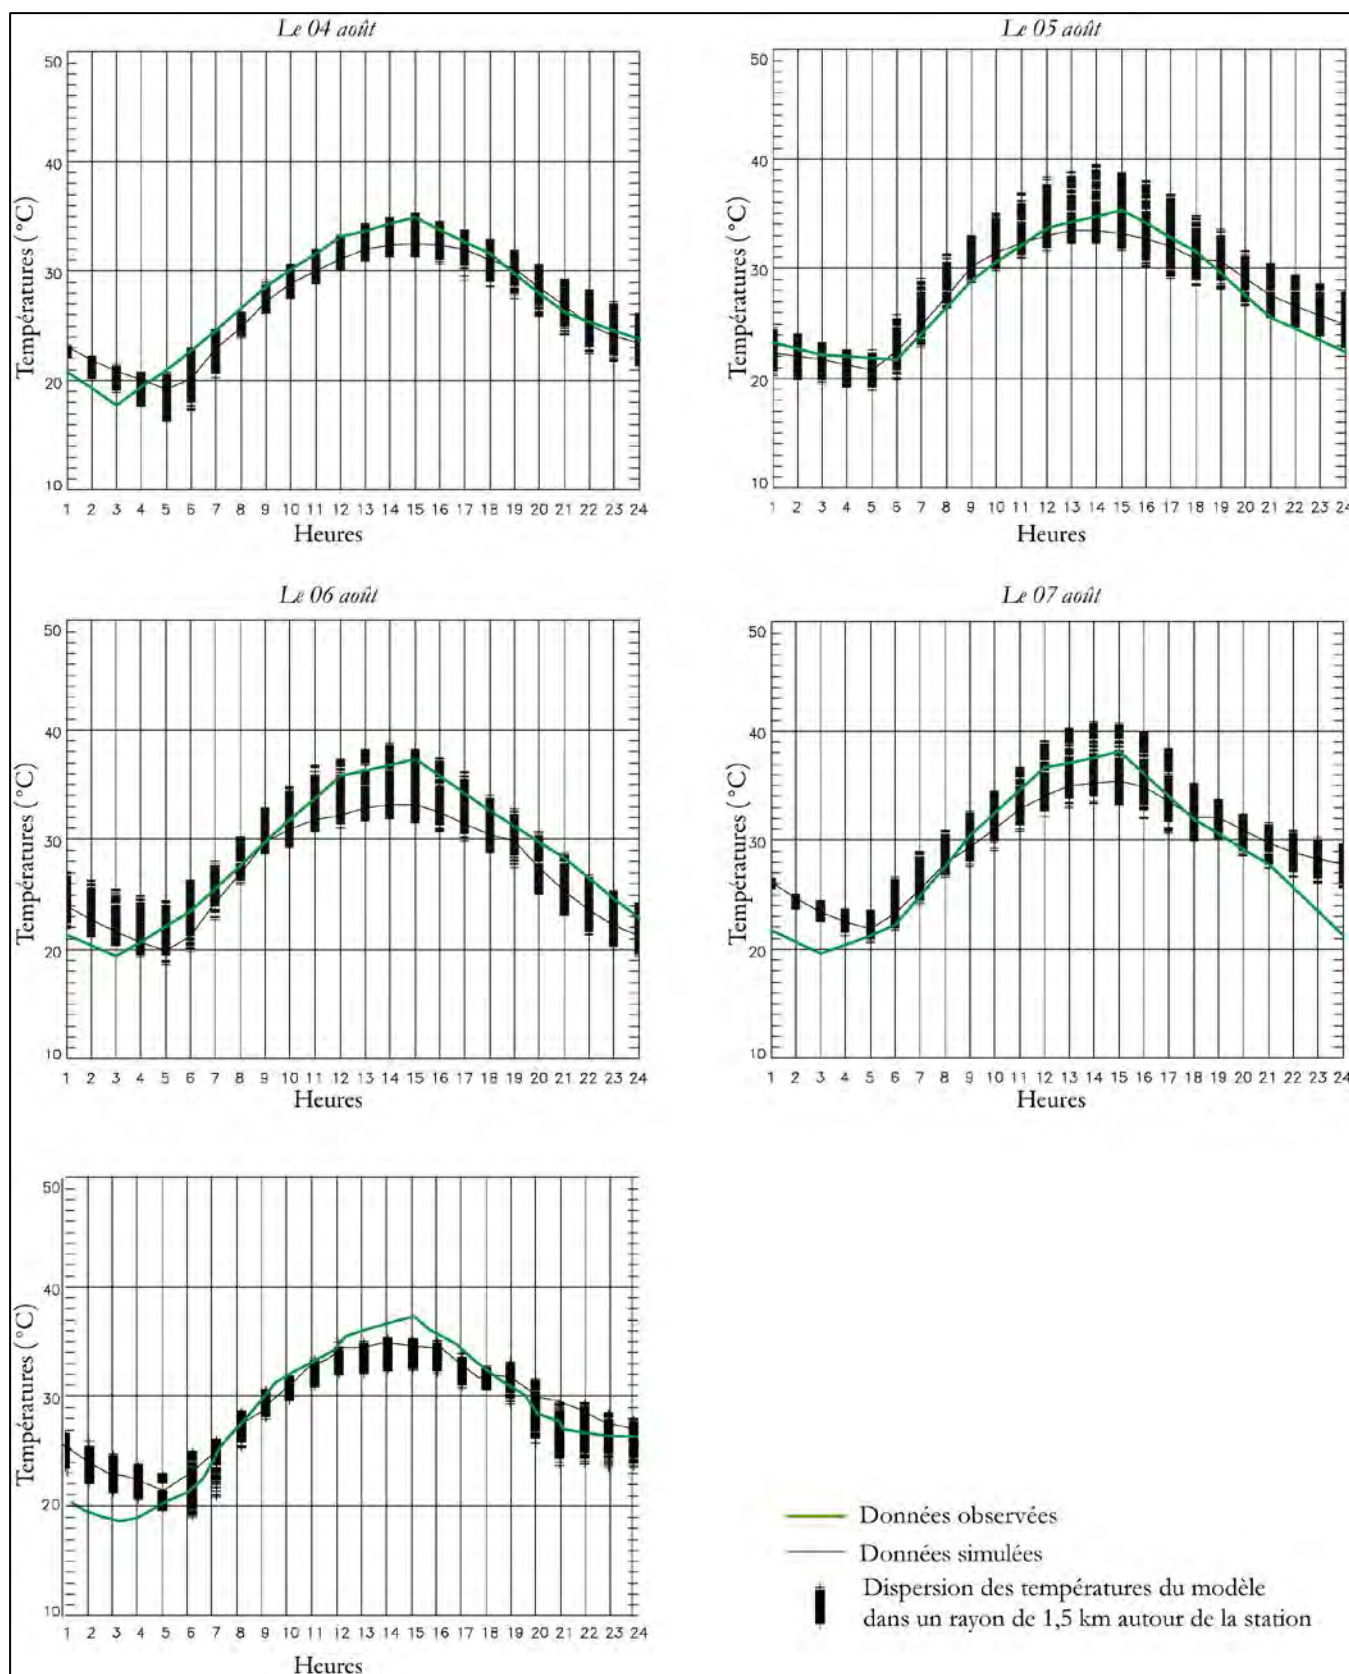 Le 04 août
Températures ( °C)
50
40
30
20
10
1 2 3 4 5 6 7 8 9 10 11 12 13 14 15 16 17 18 19 20 21 22 23 24
Heures
Le 05 août
Températures ( °C)
50
40
30
20
10
1 2 3 4 5 6 7 8 9 10 11 12 13 14 15 16 17 18 19 20 21 22 23 24
Heures
Le 06 août
Températures ( °C)
50
40
30
20
10
1 2 3 4 5 6 7 8 9 10 11 12 13 14 15 16 17 18 19 20 21 22 23 24
Heures
Le 07 août
Températures ( °C)
50
40
30
20
10
1 2 3 4 5 6 7 8 9 10 11 12 13 14 15 16 17 18 19 20 21 22 23 24
Heures
Températures ( °C)
50
40
30
20
10
1 2 3 4 5 6 7 8 9 10 11 12 13 14 15 16 17 18 19 20 21 22 23 24
Heures
Données observées
Données simulées
Dispersion des températures du modèle
dans un rayon de 1,5 km autour de la station